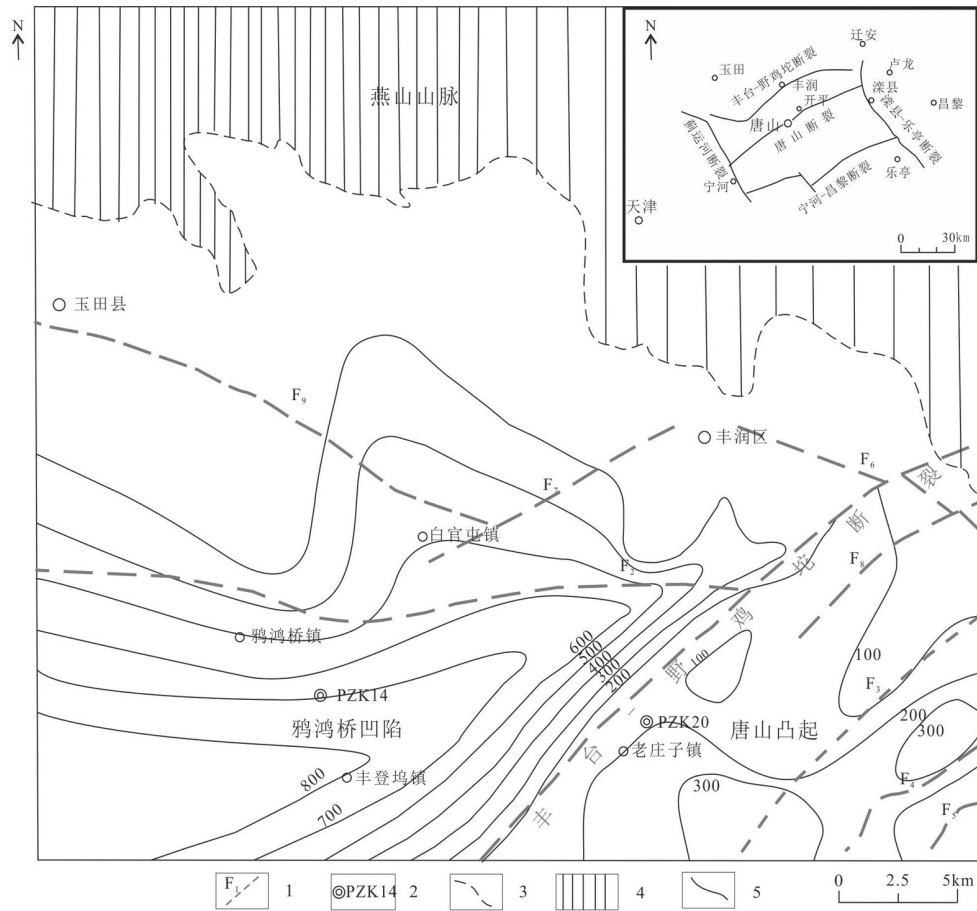 N
燕山山脉
N
迁安
玉田
丰台-野鸡坨断裂
卢龙
丰润
滦县
开平
昌黎
唐山
唐山断裂
蓟运河断裂
滦县-乐亭断裂
宁河
乐亭
宁河-昌黎断裂
天津
0 30km
玉田县
F₉
丰润区
F₇
F₆
白官屯镇
F₂
F₈
丰台-野鸡坨断裂
鸦鸿桥镇
600
500
400
300
200
100
100
F₃
PZK14
PZK20
200
鸦鸿桥凹陷
唐山凸起
300
老庄子镇
800
丰登坞镇
300
F₄
700
F₅
F₁ 1 PZK14 2 3 4 5
0 2.5 5km